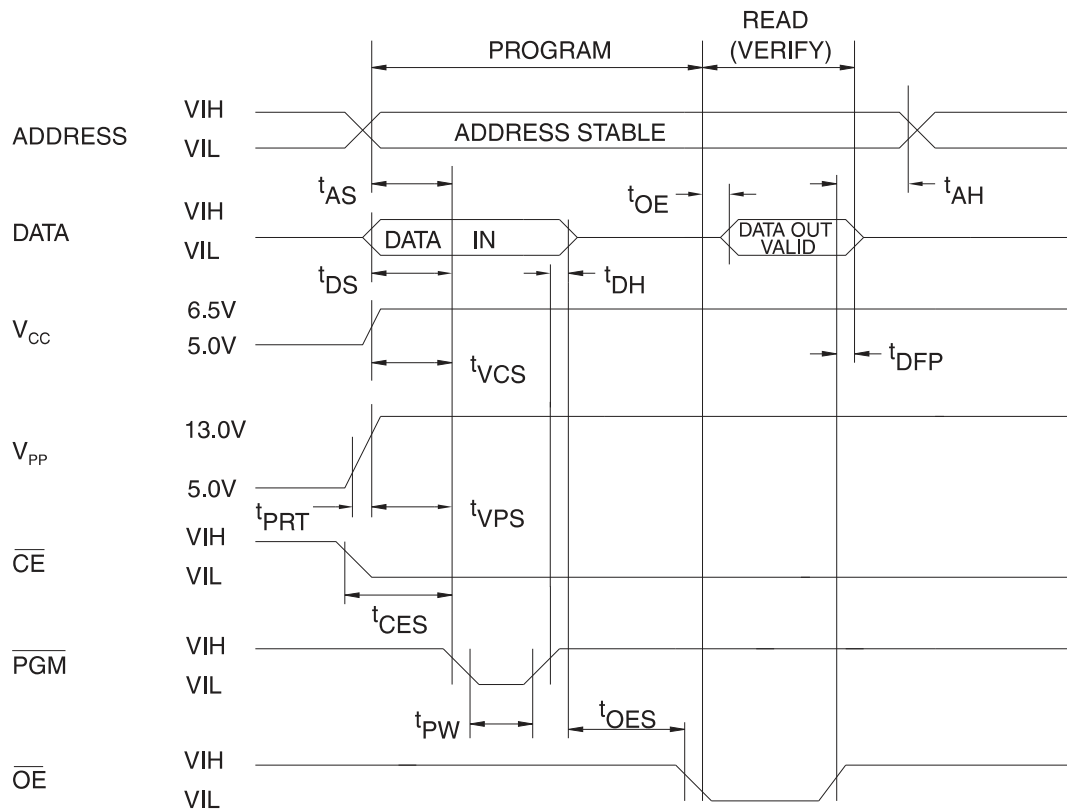 READ
PROGRAM (VERIFY)
VIH
ADDRESS ADDRESS STABLE
VIL
tAS tOE tAH
VIH
DATA DATA IN DATA OUT
VIL VALID
tDS tDH
6.5V
VCC
5.0V
tVCS tDFP
13.0V
VPP
5.0V
tPRT tVPS
VIH
CE
VIL
tCES
VIH
PGM
VIL
tPW tOES
VIH
OE
VIL